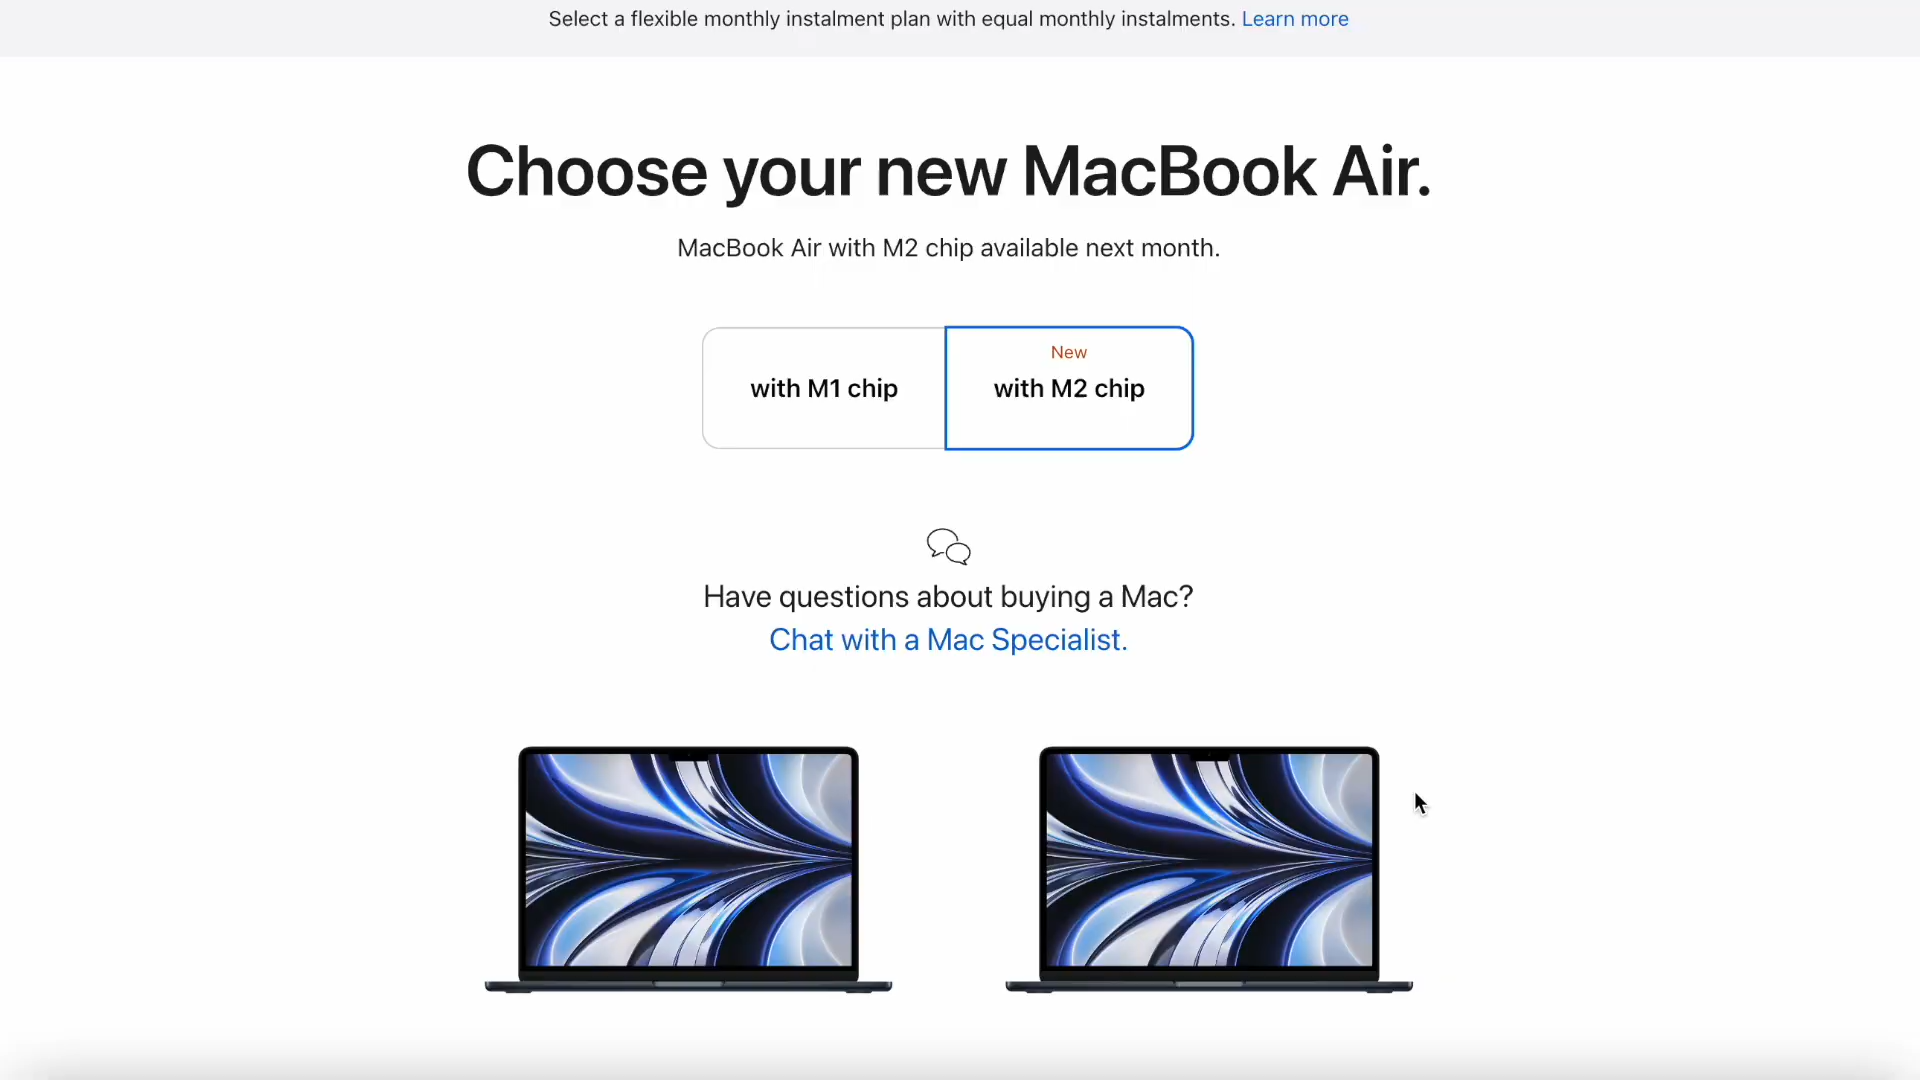 Select a flexible monthly instalment plan with equal monthly instalments. Learn more
Choose your new MacBook Air.
MacBook Air with M2 chip available next month.
with M1 chip
New
with M2 chip
Have questions about buying a Mac?
Chat with a Mac Specialist.